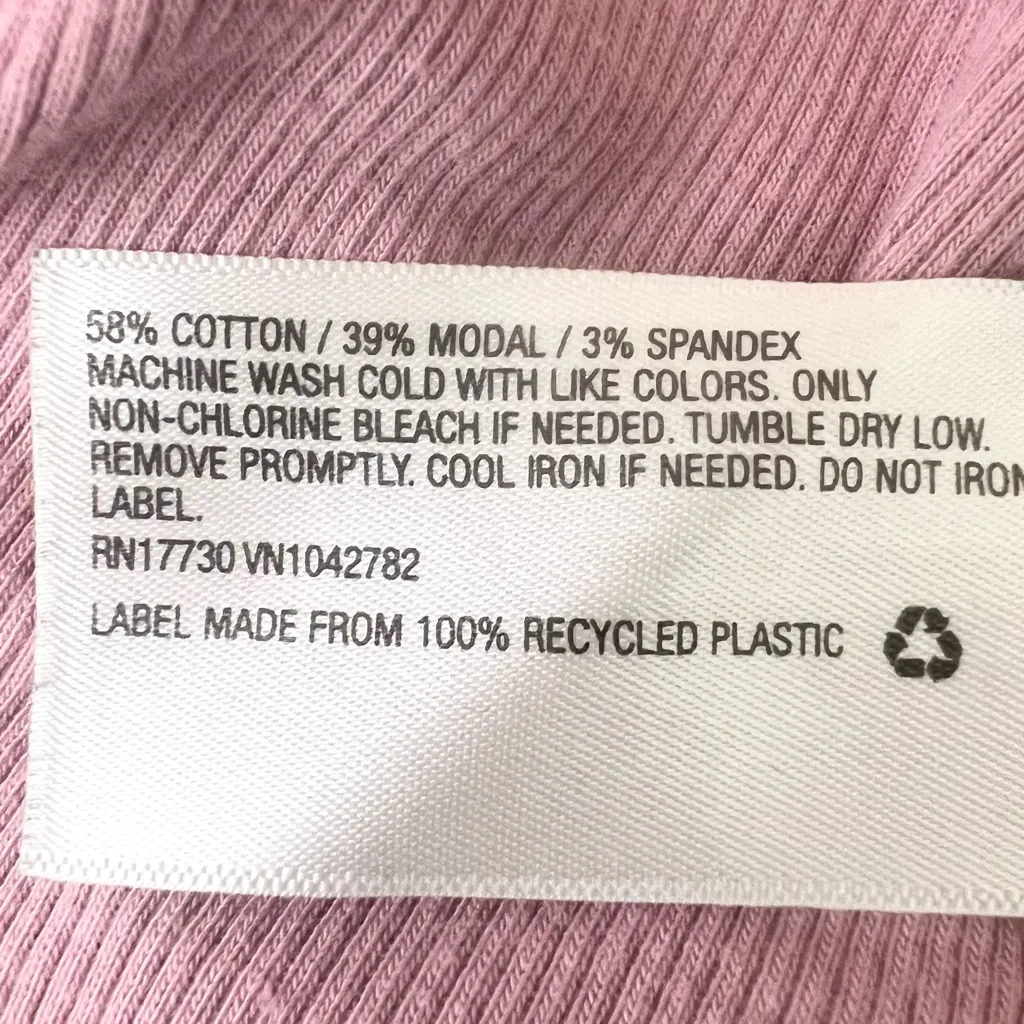 58% COTTON / 39% MODAL / 3% SPANDEX
MACHINE WASH COLD WITH LIKE COLORS. ONLY
NON-CHLORINE BLEACH IF NEEDED. TUMBLE DRY LOW.
REMOVE PROMPTLY. COOL IRON IF NEEDED. DO NOT IRON
LABEL.
RN17730 VN1042782
LABEL MADE FROM 100% RECYCLED PLASTIC